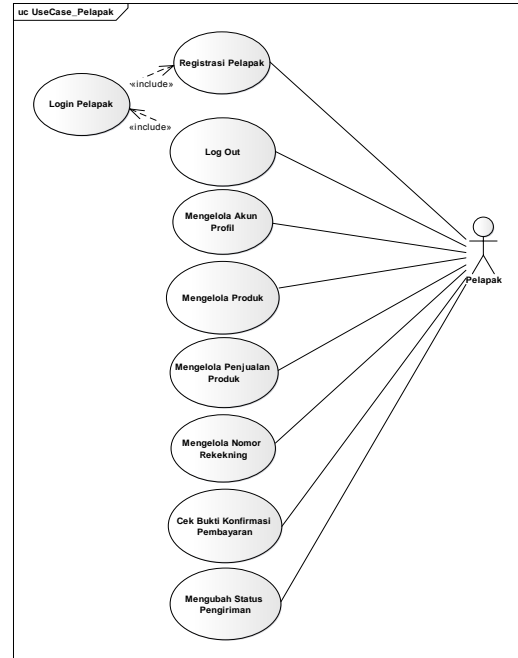 uc UseCase_Pelapak
Registrasi Pelapak
«include»
Login Pelapak
«include»
Log Out
Mengelola Akun
Profil
Pelapak
Mengelola Produk
Mengelola Penjualan
Produk
Mengelola Nomor
Rekekning
Cek Bukti Konfirmasi
Pembayaran
Mengubah Status
Pengiriman